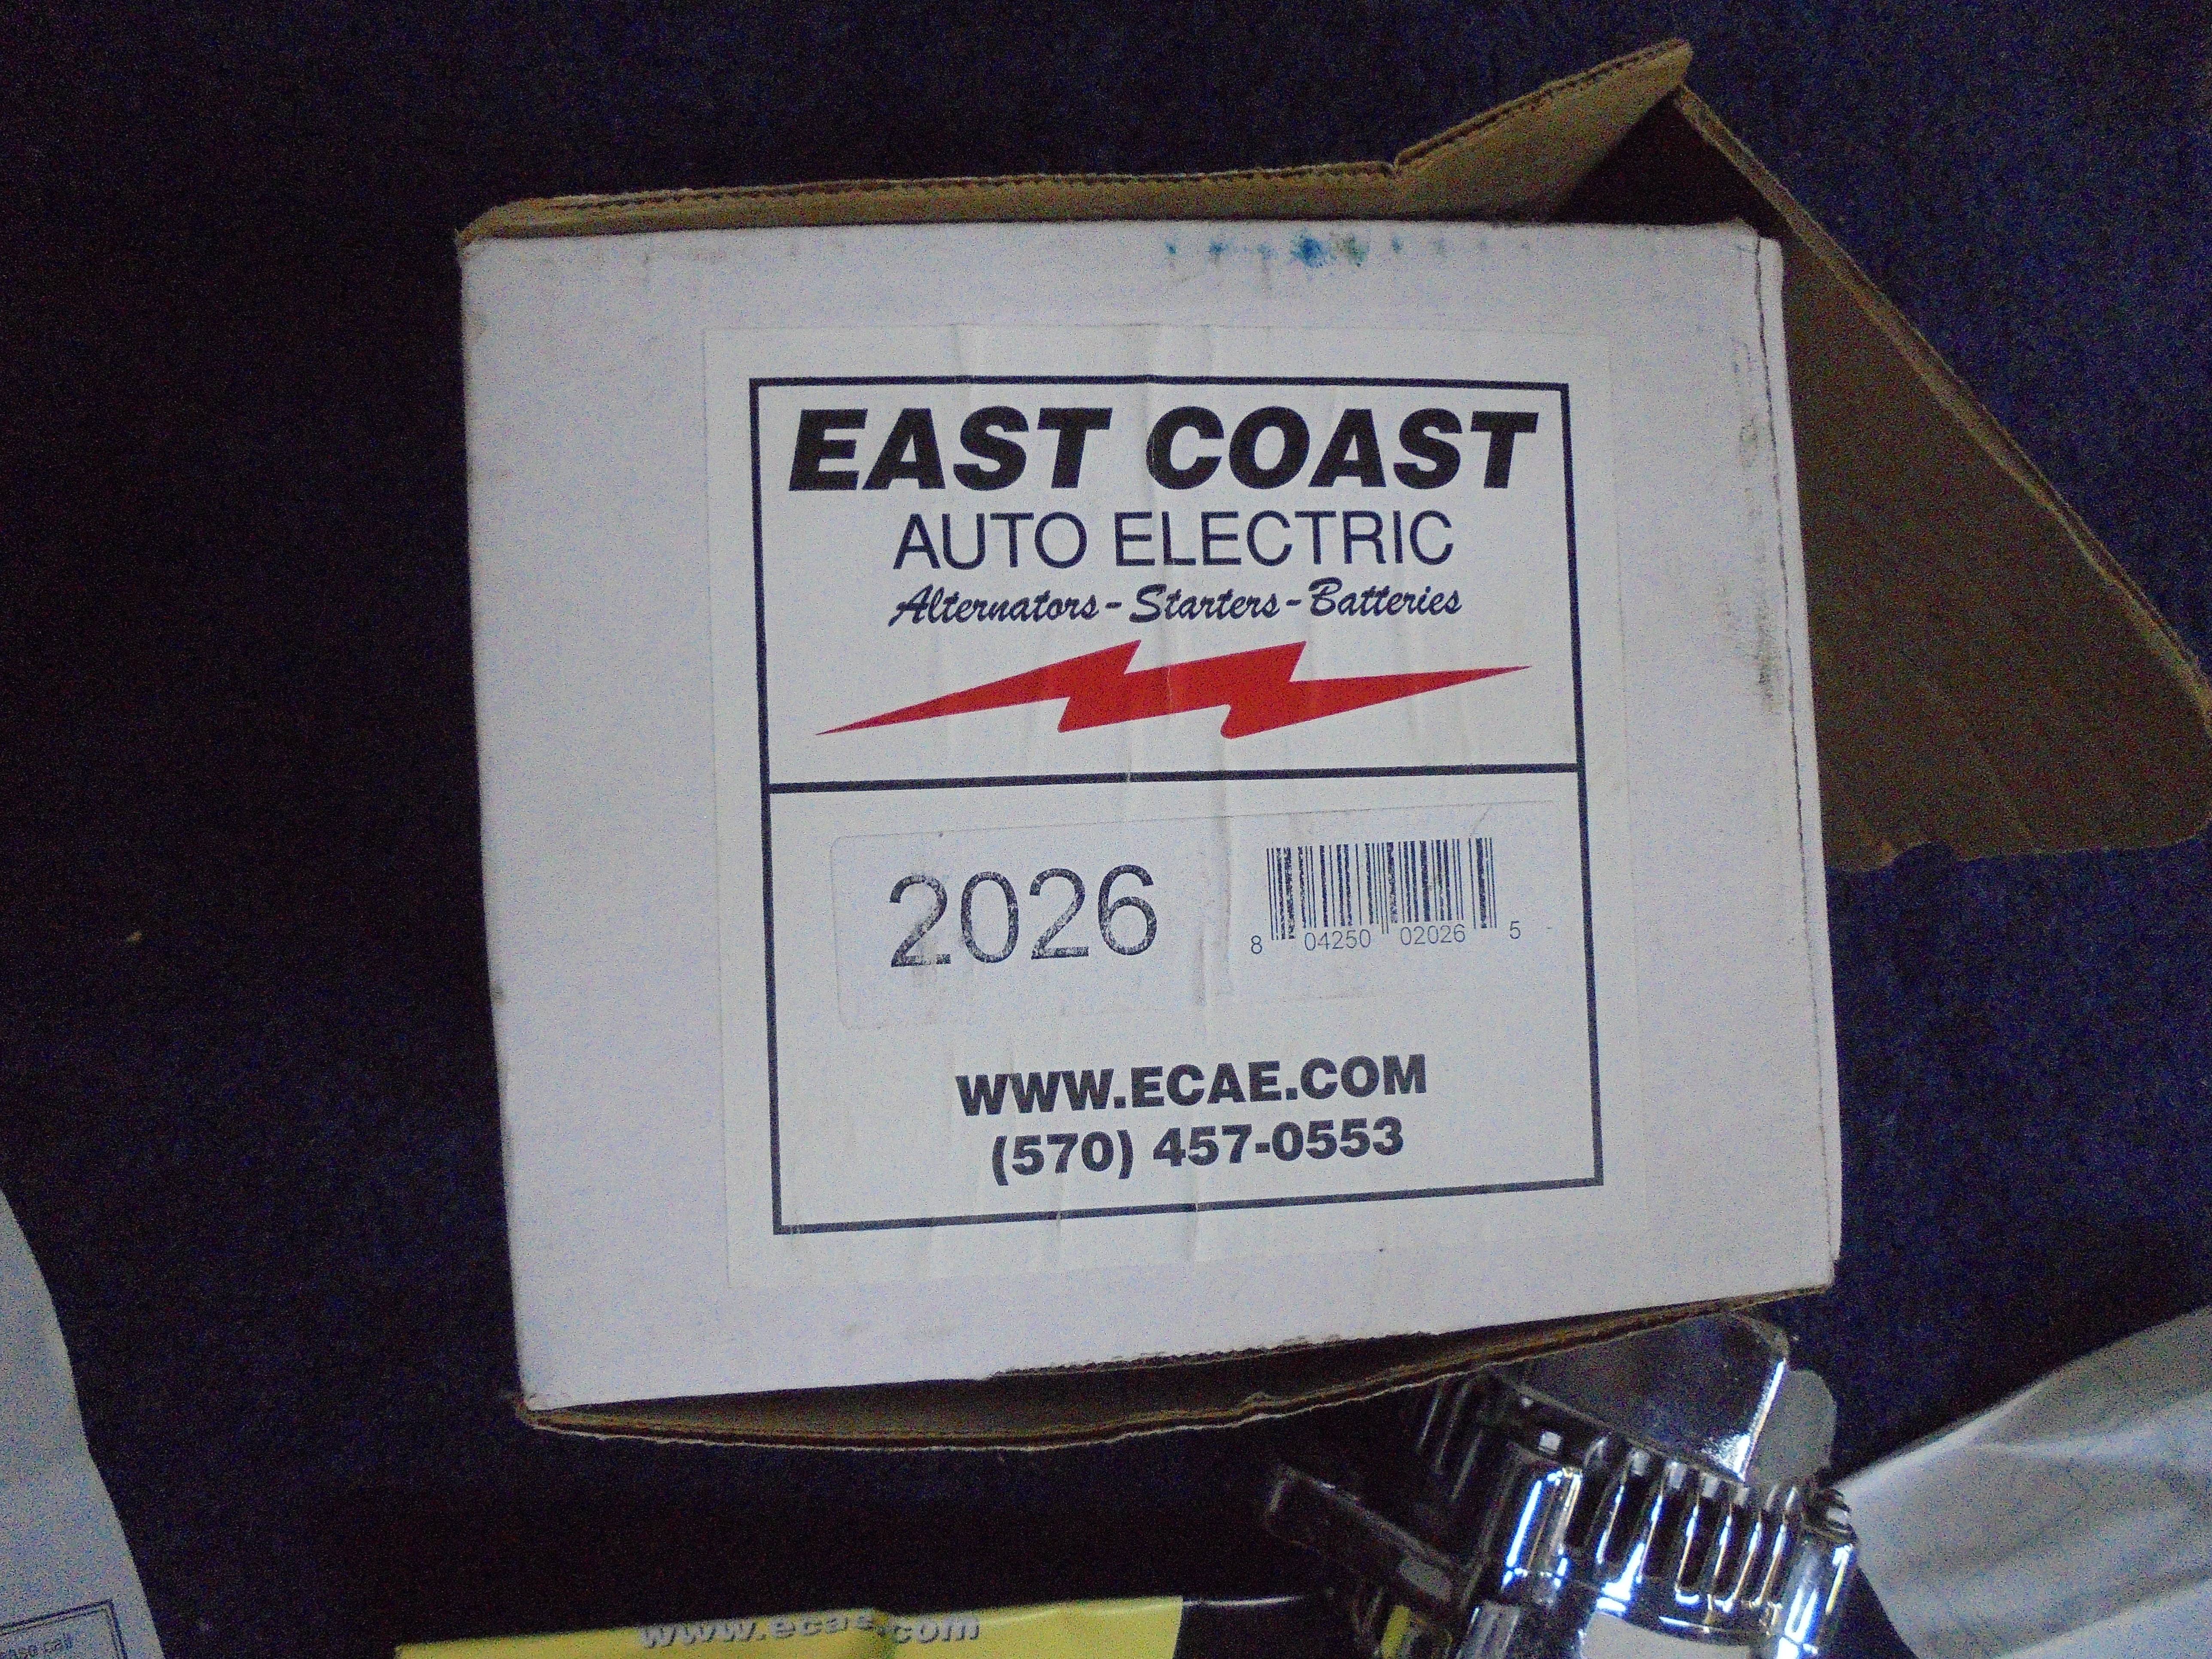 EAST COAST
AUTO ELECTRIC
Alternators - Starters - Batteries
2026
8 04250 02026 5
WWW.ECAE.COM
(570) 457-0553
www.ecae.com
call